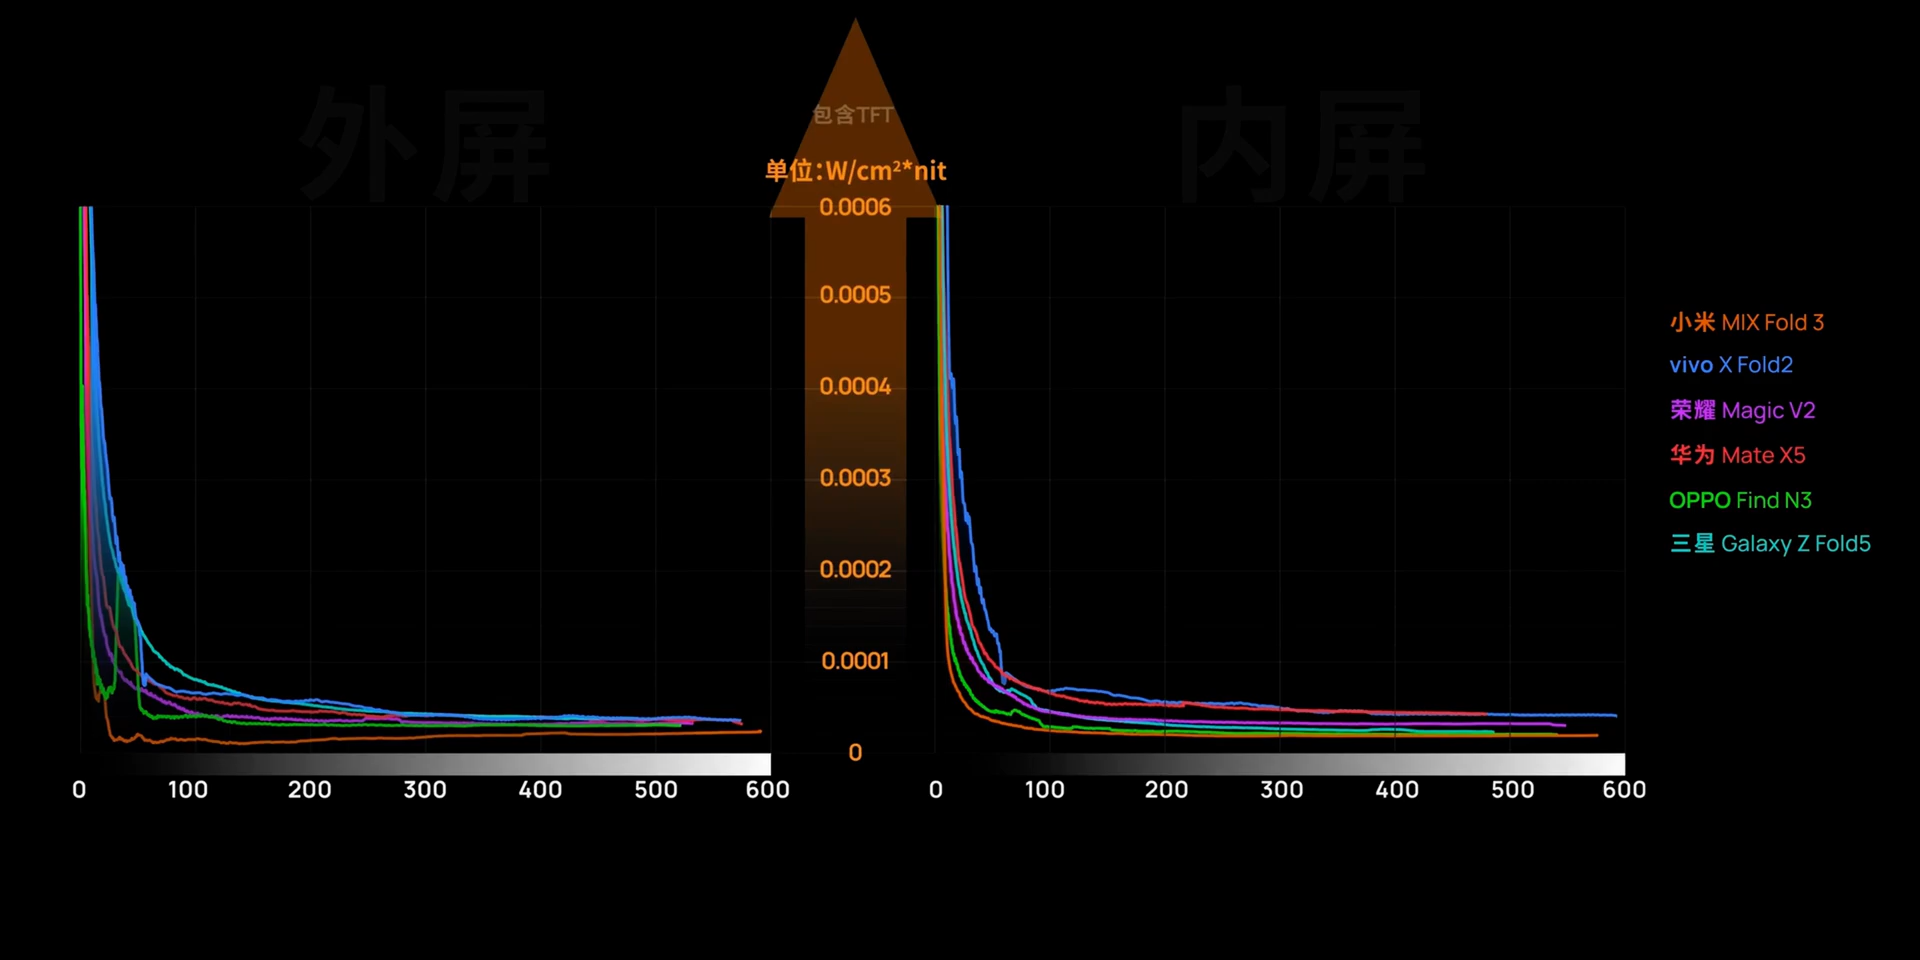 外屏
内屏
包含TFT
单位:W/cm²*nit
0.0006
0.0005
0.0004
0.0003
0.0002
0.0001
0
0 100 200 300 400 500 600
0 100 200 300 400 500 600
小米 MIX Fold 3
vivo X Fold2
荣耀 Magic V2
华为 Mate X5
OPPO Find N3
三星 Galaxy Z Fold5